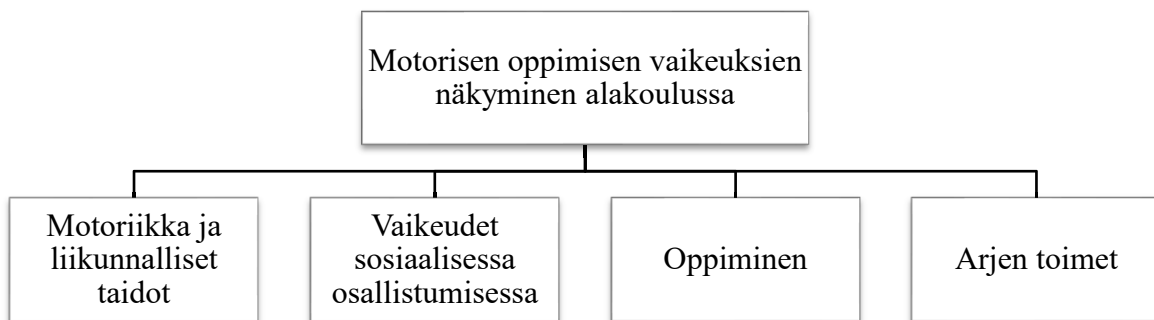 Motorisen oppimisen vaikeuksien
näkyminen alakoulussa
Motoriikka ja
liikunnalliset
taidot
Vaikeudet
sosiaalisessa
osallistumisessa
Oppiminen
Arjen toimet